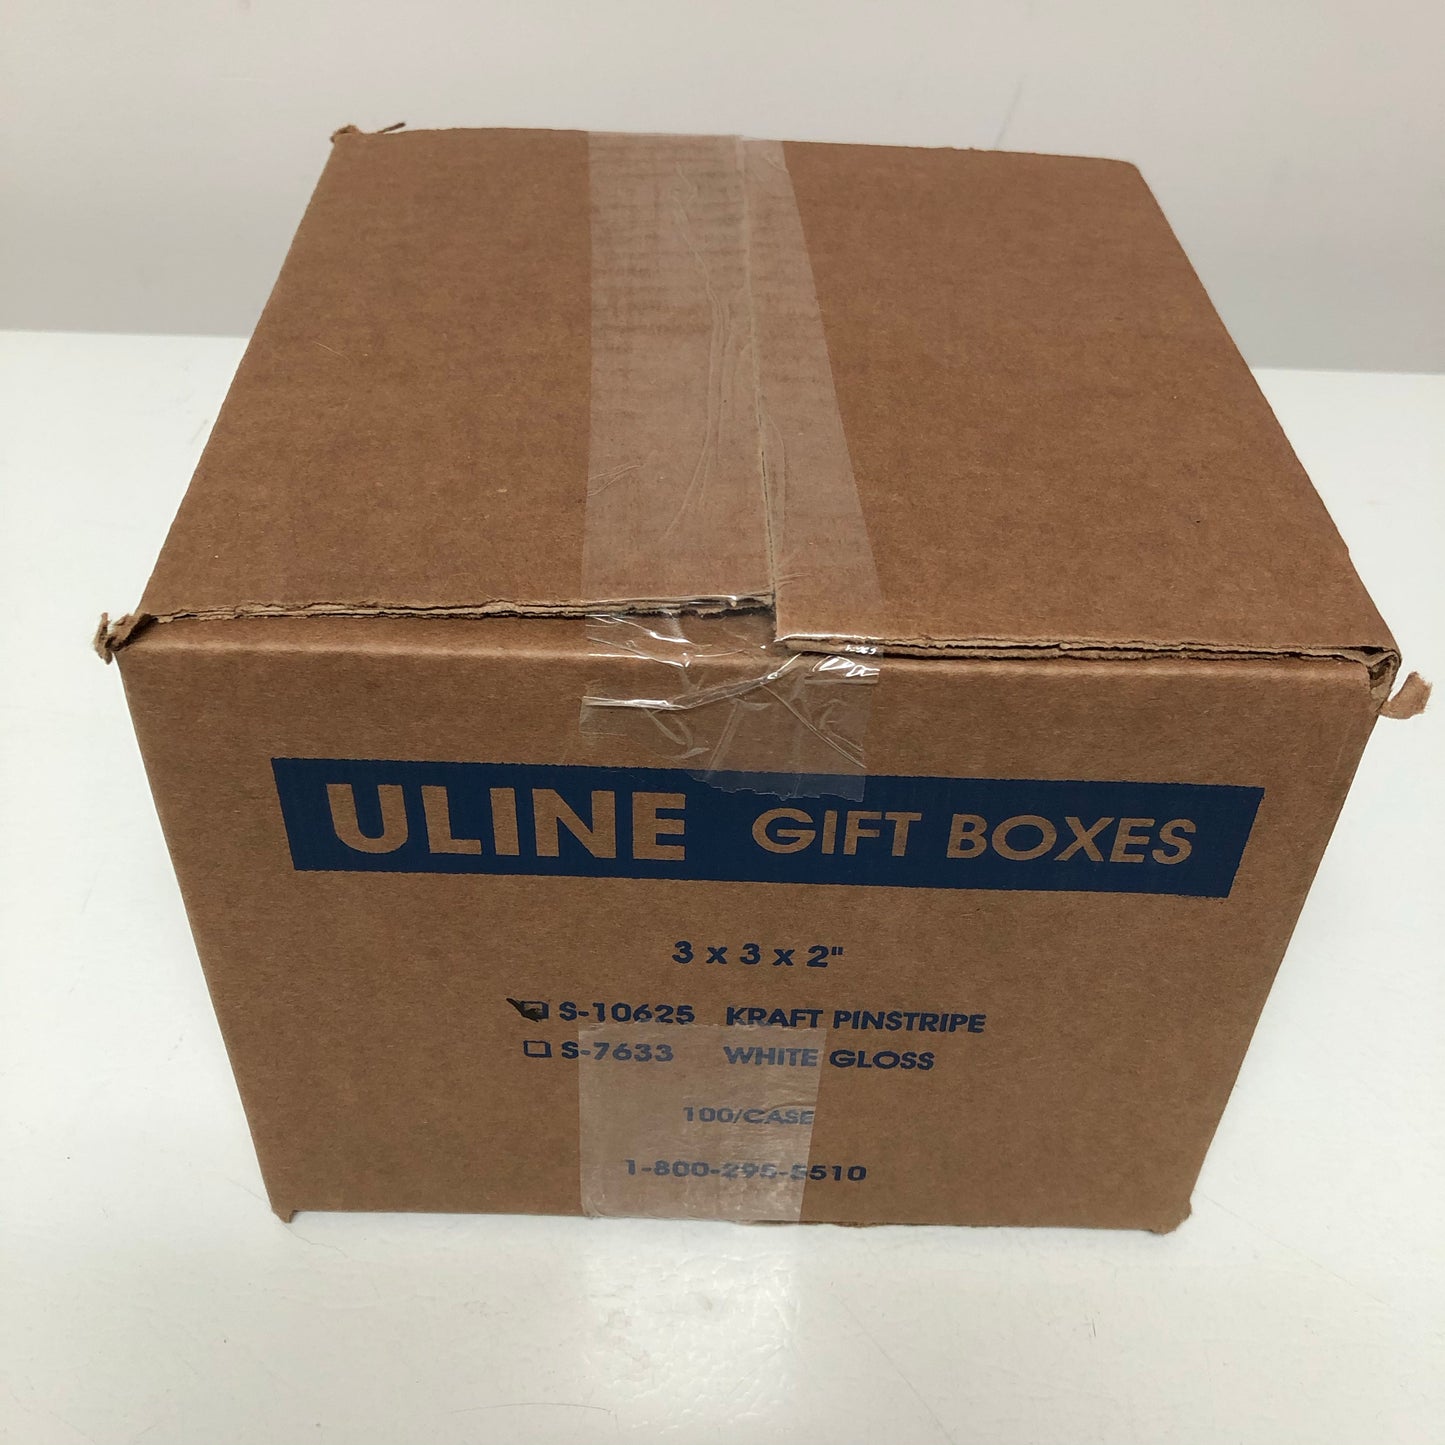 ULINE GIFT BOXES
3 x 3 x 2"
S-10625 KRAFT PINSTRIPE
S-7633 WHITE GLOSS
100/CASE
1-800-295-5510